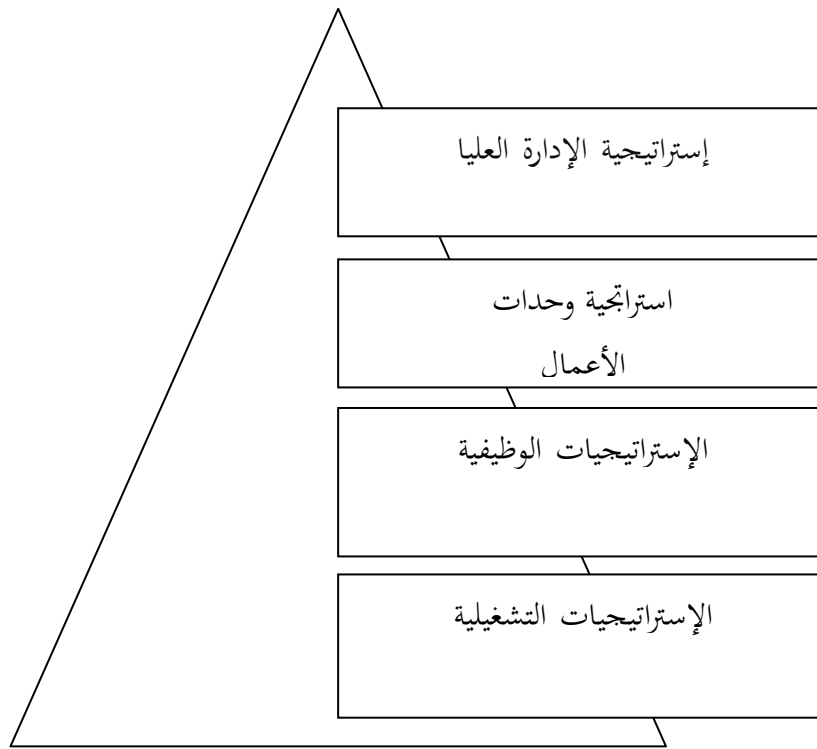 إستراتيجية الإدارة العليا
استراتجية وحدات
الأعمال
الإستراتيجيات الوظيفية
الإستراتيجيات التشغيلية